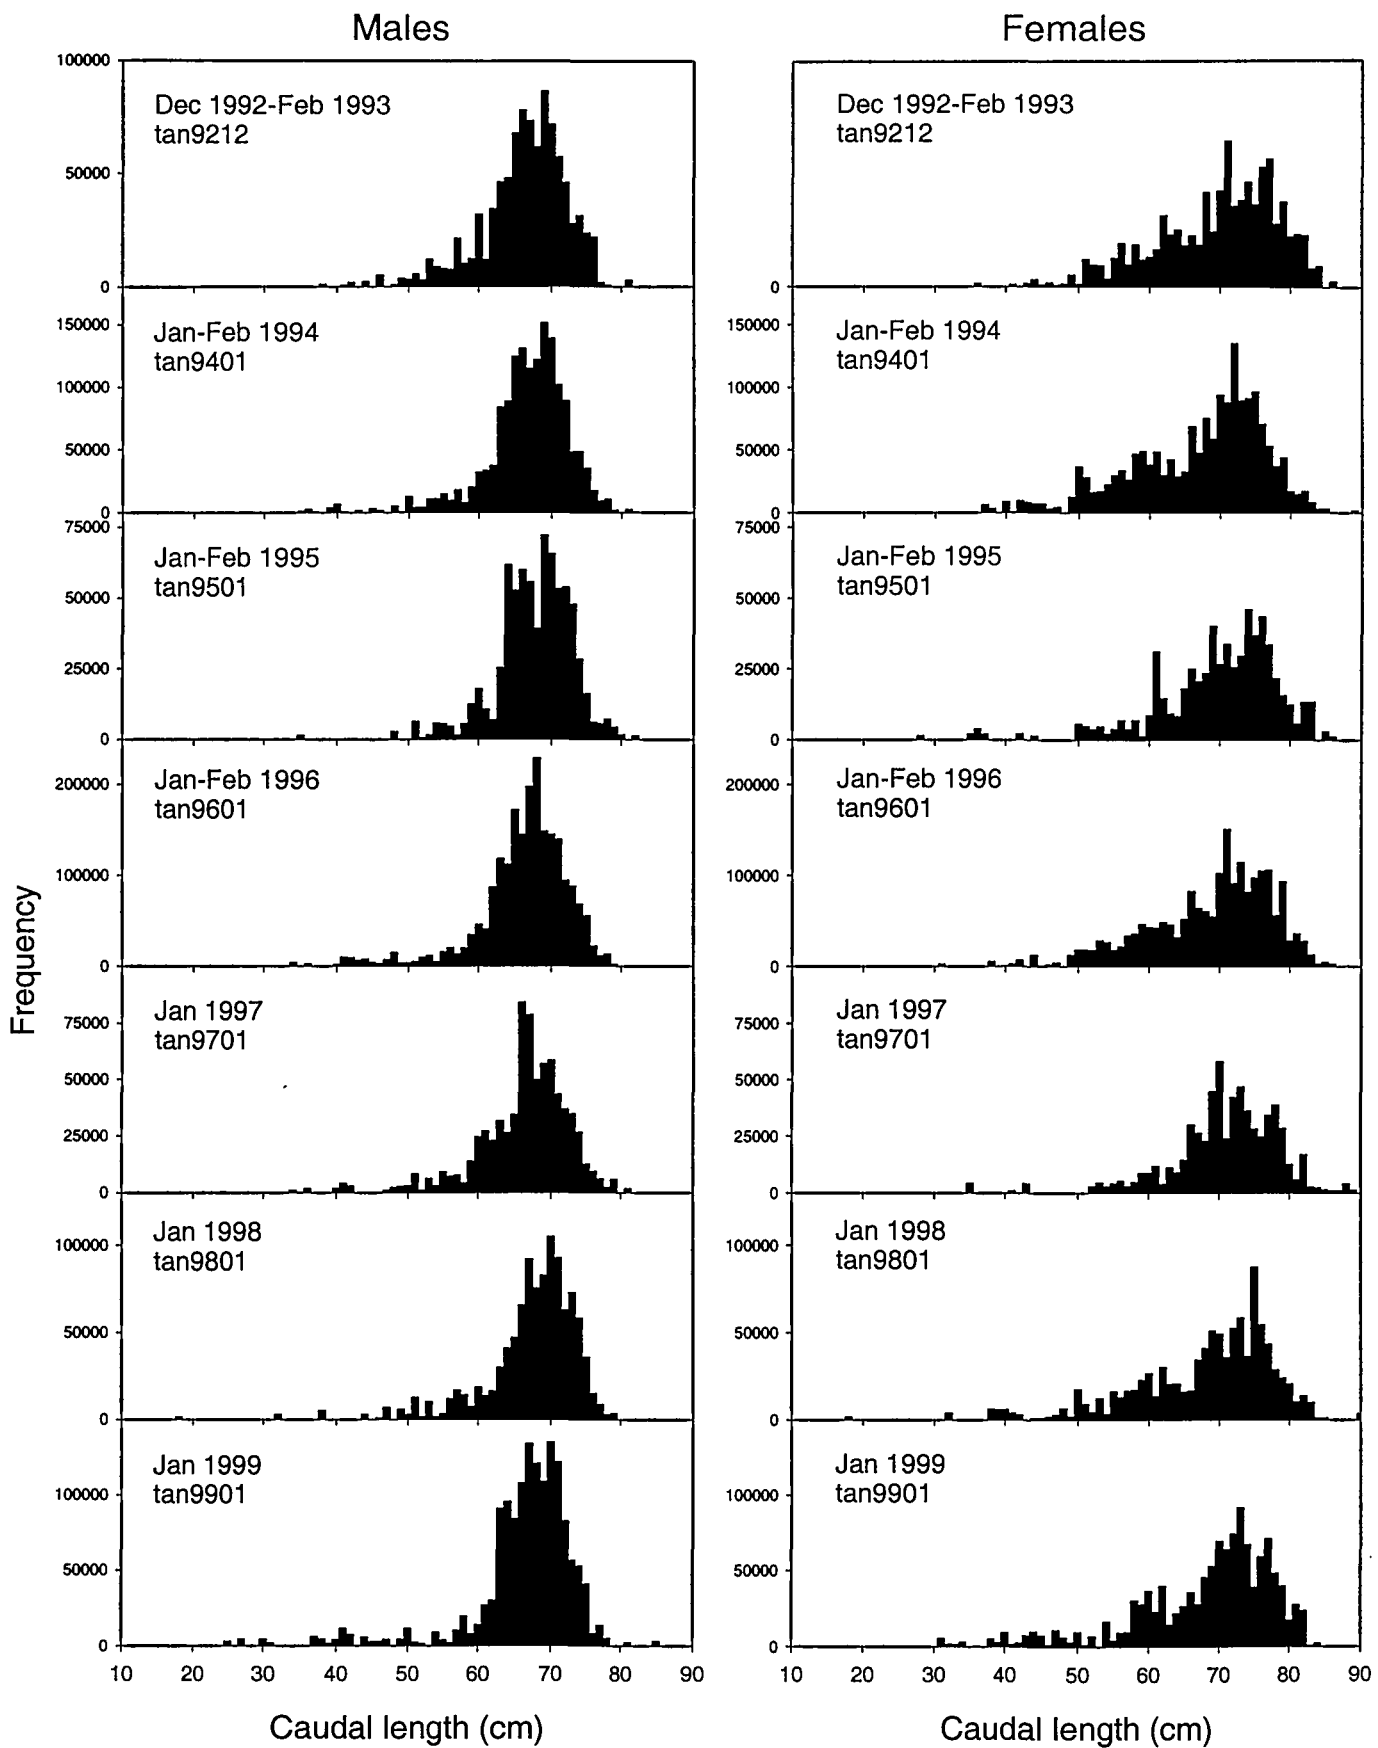 Males Females
100000
Dec 1992-Feb 1993
tan9212
50000
0
Dec 1992-Feb 1993
tan9212
0
150000
Jan-Feb 1994
tan9401
100000
50000
0
150000
Jan-Feb 1994
tan9401
100000
50000
0
75000
Jan-Feb 1995
tan9501
50000
25000
0
75000
Jan-Feb 1995
tan9501
50000
25000
0
Jan-Feb 1996
tan9601
200000
100000
0
Jan-Feb 1996
tan9601
200000
100000
0
Frequency
Jan 1997
tan9701
75000
50000
25000
0
Jan 1997
tan9701
75000
50000
25000
0
Jan 1998
tan9801
100000
50000
0
Jan 1998
tan9801
100000
50000
0
Jan 1999
tan9901
100000
50000
0
Jan 1999
tan9901
100000
50000
0
10 20 30 40 50 60 70 80 90
10 20 30 40 50 60 70 80 90
Caudal length (cm)
Caudal length (cm)